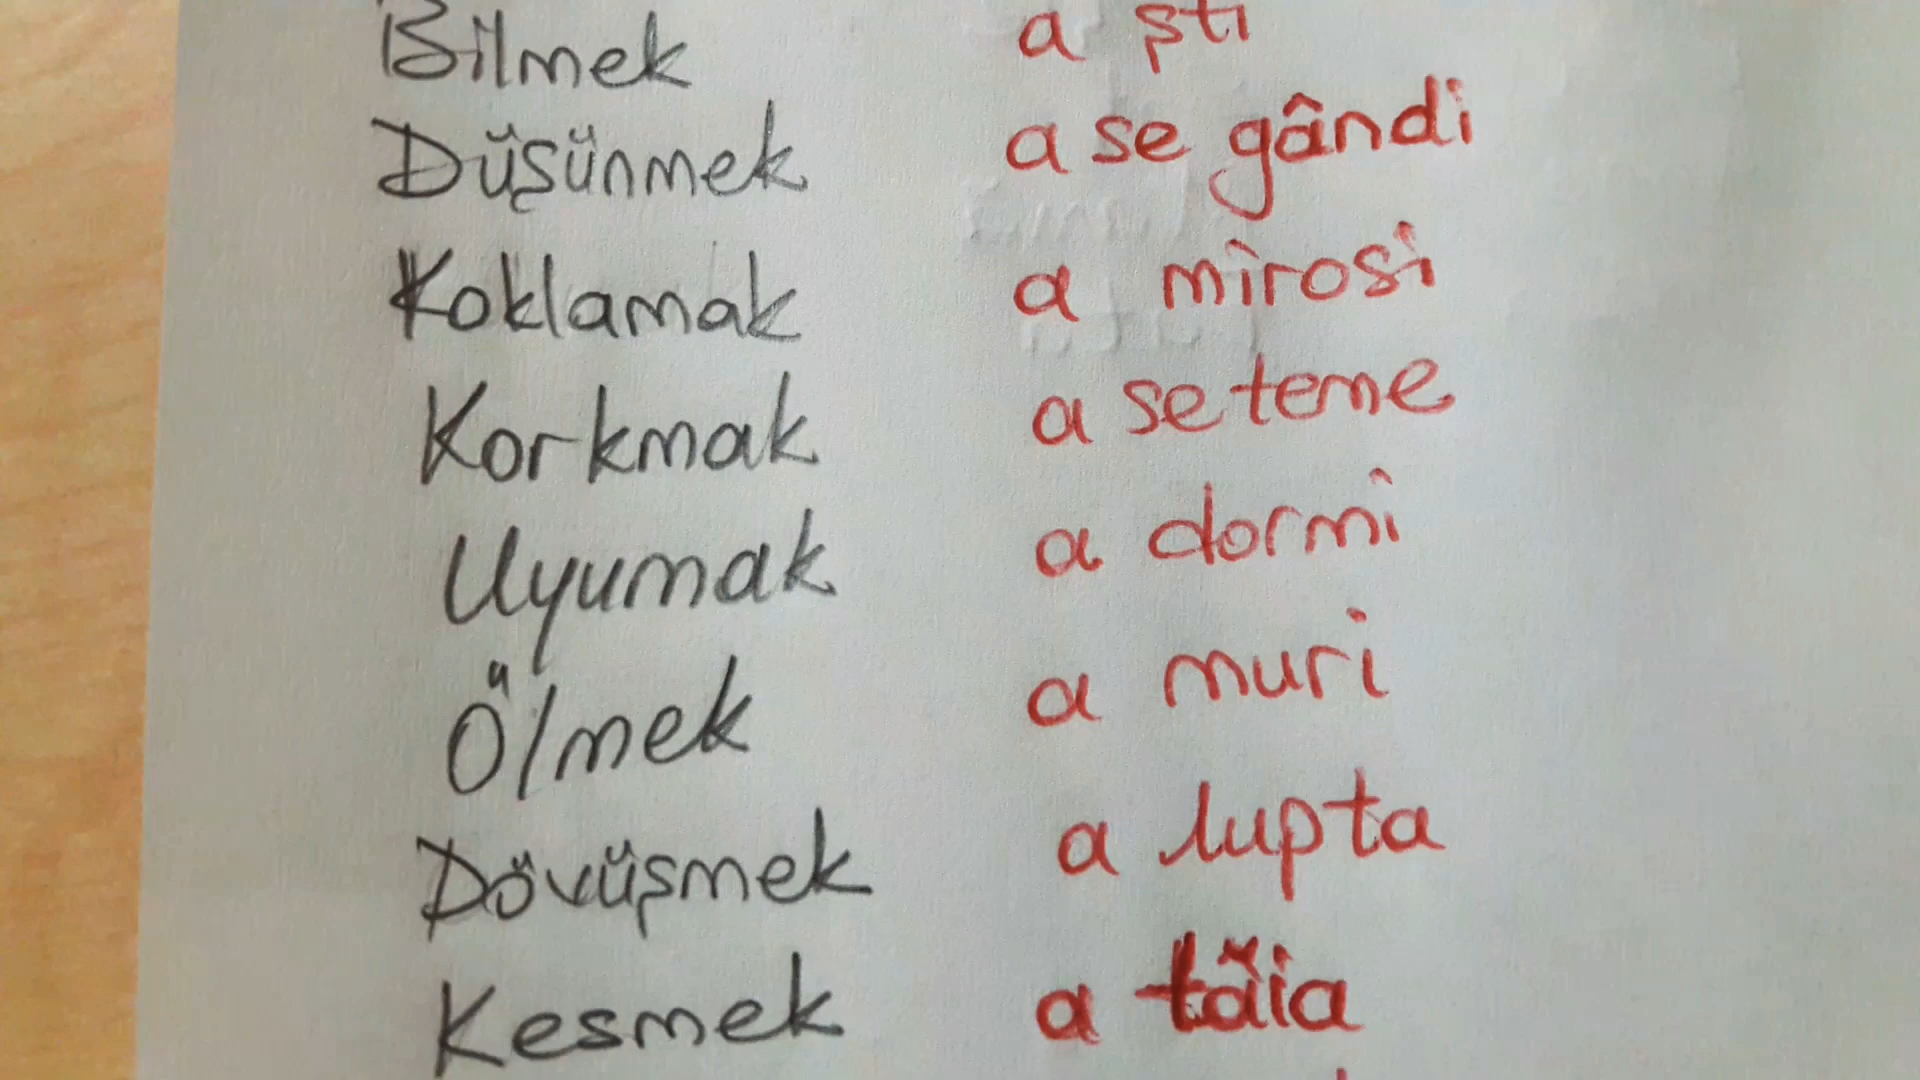 Bilmek a ști
Düşünmek a se gândi
Koklamak a mirosi
Korkmak a se teme
Uyumak a dormi
Ölmek a muri
Dövüşmek a lupta
Kesmek a tăia